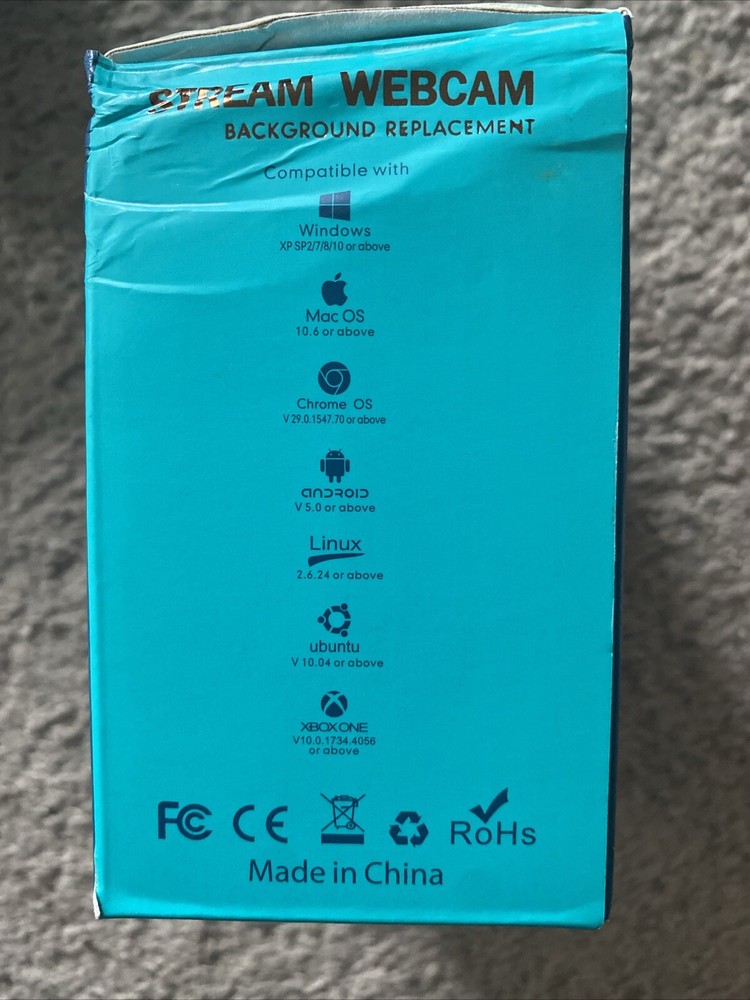 STREAM WEBCAM
BACKGROUND REPLACEMENT
Compatible with
Windows
XP SP2/7/8/10 or above
Mac OS
10.6 or above
Chrome OS
V 29.0.1547.70 or above
ANDROID
V 5.0 or above
Linux
2.6.24 or above
ubuntu
V 10.04 or above
XBOX ONE
V10.0.1734.4056
or above
FC CE RoHs
Made in China